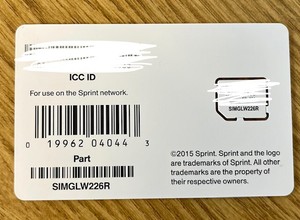 ICC ID
For use on the Sprint network.
0 19962 04044 3
Part
SIMGLW226R
SIMGLW226R
©2015 Sprint. Sprint and the logo
are trademarks of Sprint. All other
trademarks are the property of
their respective owners.